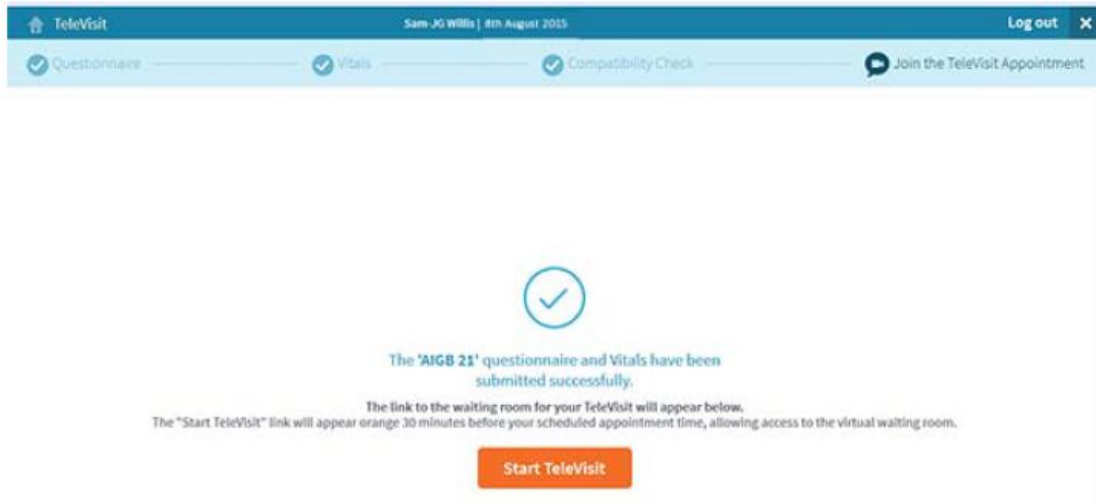 TeleVisit Sam-JG Willis | 8th August 2015 Log out ×
Questionnaire Vitals Compatibility Check Join the TeleVisit Appointment
The 'AIGB 21' questionnaire and Vitals have been
submitted successfully.
The link to the waiting room for your TeleVisit will appear below.
The "Start TeleVisit" link will appear orange 30 minutes before your scheduled appointment time, allowing access to the virtual waiting room.
Start TeleVisit